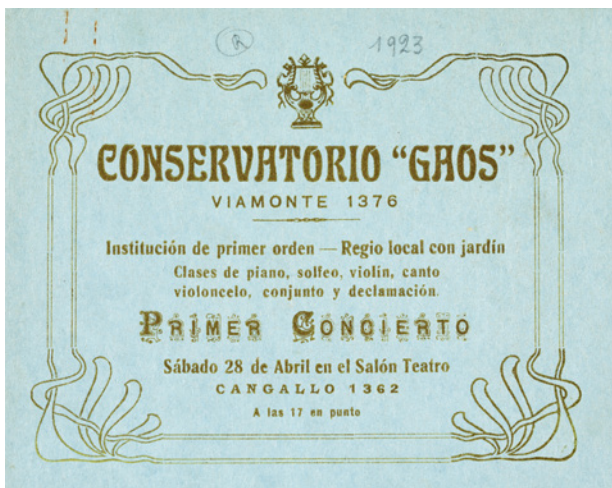 R 1923
CONSERVATORIO “GAOS”
VIAMONTE 1376
Institución de primer orden — Regio local con jardín
Clases de piano, solfeo, violín, canto
violoncelo, conjunto y declamación.
PRIMER CONCIERTO
Sábado 28 de Abril en el Salón Teatro
CANGALLO 1362
A las 17 en punto